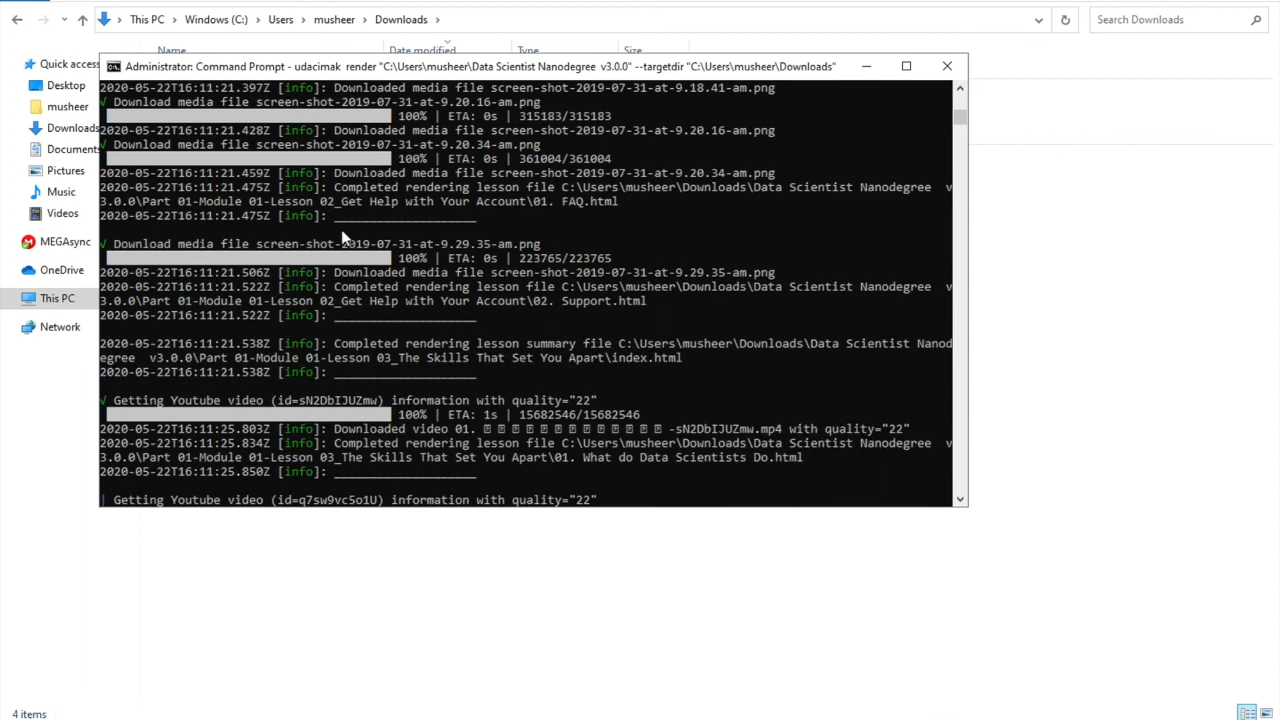 This PC
Windows (C:)
Users
musheer
Downloads
Search Downloads
Name
Date modified
Type
Size
Quick access
Desktop
musheer
Downloads
Documents
Pictures
Music
Videos
MEGAsync
OneDrive
This PC
Network
Administrator: Command Prompt - udacimak  render "C:\Users\musheer\Data Scientist Nanodegree  v3.0.0" --targetdir "C:\Users\musheer\Downloads"
2020-05-22T16:11:21.397Z [info]: Downloaded media file screen-shot-2019-07-31-at-9.18.41-am.png
√ Download media file screen-shot-2019-07-31-at-9.20.16-am.png
100% | ETA: 0s | 315183/315183
2020-05-22T16:11:21.428Z [info]: Downloaded media file screen-shot-2019-07-31-at-9.20.16-am.png
√ Download media file screen-shot-2019-07-31-at-9.20.34-am.png
100% | ETA: 0s | 361004/361004
2020-05-22T16:11:21.459Z [info]: Downloaded media file screen-shot-2019-07-31-at-9.20.34-am.png
2020-05-22T16:11:21.475Z [info]: Completed rendering lesson file C:\Users\musheer\Downloads\Data Scientist Nanodegree  v
3.0.0\Part 01-Module 01-Lesson 02_Get Help with Your Account\01. FAQ.html
2020-05-22T16:11:21.475Z [info]: ____________________
√ Download media file screen-shot-2019-07-31-at-9.29.35-am.png
100% | ETA: 0s | 223765/223765
2020-05-22T16:11:21.506Z [info]: Downloaded media file screen-shot-2019-07-31-at-9.29.35-am.png
2020-05-22T16:11:21.522Z [info]: Completed rendering lesson file C:\Users\musheer\Downloads\Data Scientist Nanodegree  v
3.0.0\Part 01-Module 01-Lesson 02_Get Help with Your Account\02. Support.html
2020-05-22T16:11:21.522Z [info]: ____________________
2020-05-22T16:11:21.538Z [info]: Completed rendering lesson summary file C:\Users\musheer\Downloads\Data Scientist Nanod
egree  v3.0.0\Part 01-Module 01-Lesson 03_The Skills That Set You Apart\index.html
2020-05-22T16:11:21.538Z [info]: ____________________
√ Getting Youtube video (id=sN2DbIJUZmw) information with quality="22"
100% | ETA: 1s | 15682546/15682546
2020-05-22T16:11:25.803Z [info]: Downloaded video 01. -sN2DbIJUZmw.mp4 with quality="22"
2020-05-22T16:11:25.834Z [info]: Completed rendering lesson file C:\Users\musheer\Downloads\Data Scientist Nanodegree  v
3.0.0\Part 01-Module 01-Lesson 03_The Skills That Set You Apart\01. What do Data Scientists Do.html
2020-05-22T16:11:25.850Z [info]: ____________________
| Getting Youtube video (id=q7sw9vc5o1U) information with quality="22"
4 items